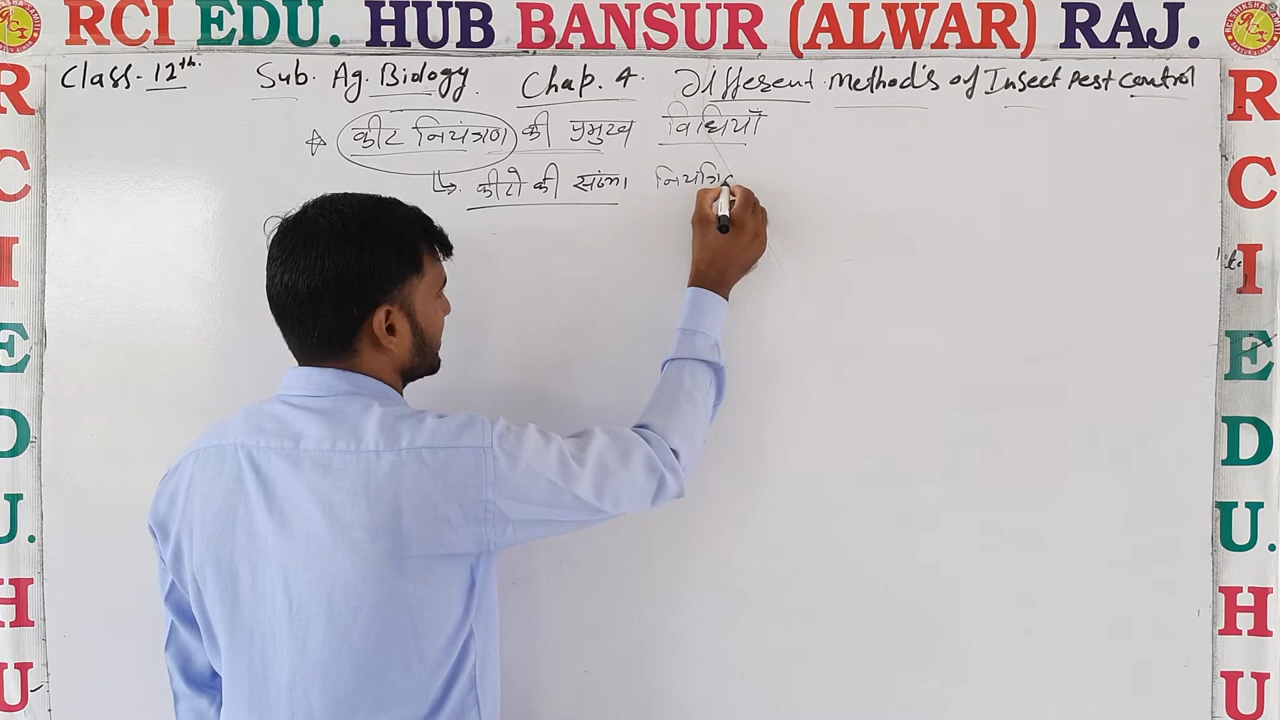 RCI EDU. HUB BANSUR (ALWAR) RAJ.
Class- 12th. Sub. Ag. Biology. Chap. 4. Different Method's of Insect Pest Control
कीट नियंत्रण की प्रमुख विधियाँ
कीटो की संख्या नियंत्रि
R
C
I
E
D
U.
H
U
R
C
I
E
D
U.
H
U